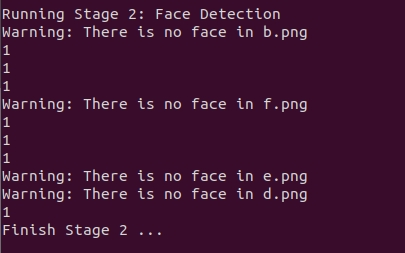 Running Stage 2: Face Detection
Warning: There is no face in b.png
1
1
1
Warning: There is no face in f.png
1
1
1
Warning: There is no face in e.png
Warning: There is no face in d.png
1
Finish Stage 2 ...